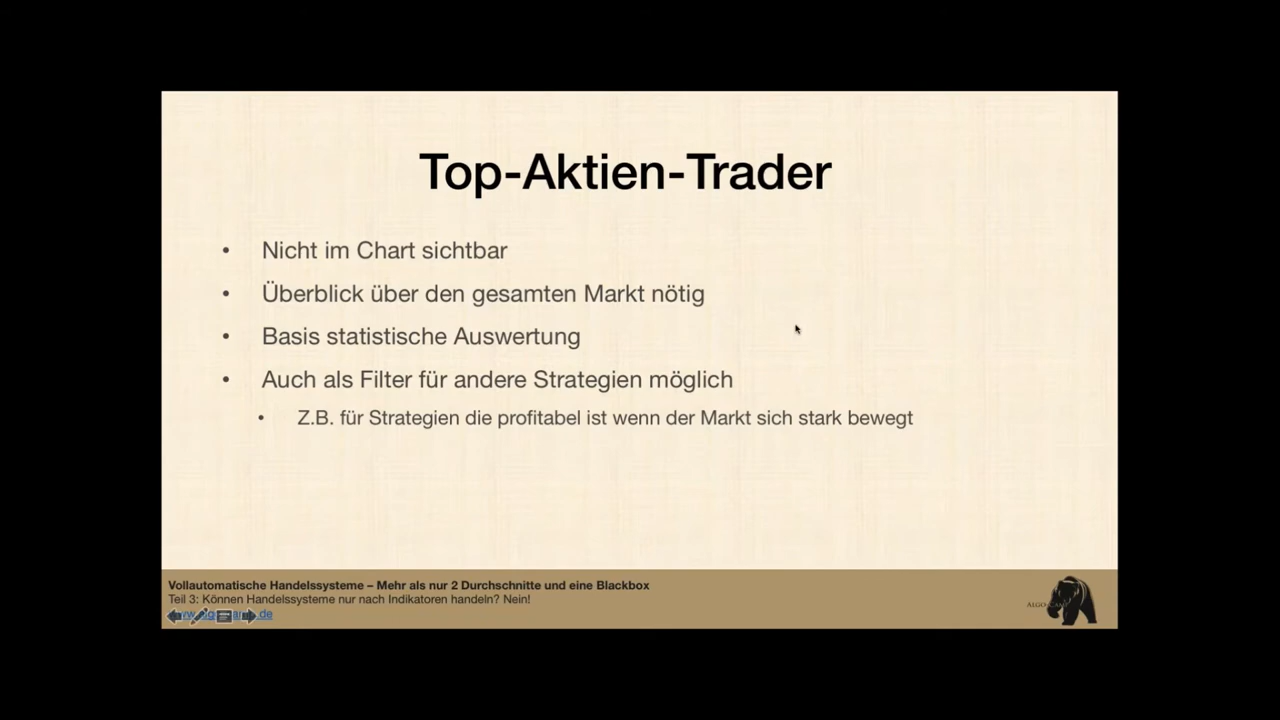 Top-Aktien-Trader
• Nicht im Chart sichtbar
• Überblick über den gesamten Markt nötig
• Basis statistische Auswertung
• Auch als Filter für andere Strategien möglich
• Z.B. für Strategien die profitabel ist wenn der Markt sich stark bewegt
Vollautomatische Handelssysteme – Mehr als nur 2 Durchschnitte und eine Blackbox
Teil 3: Können Handelssysteme nur nach Indikatoren handeln? Nein!